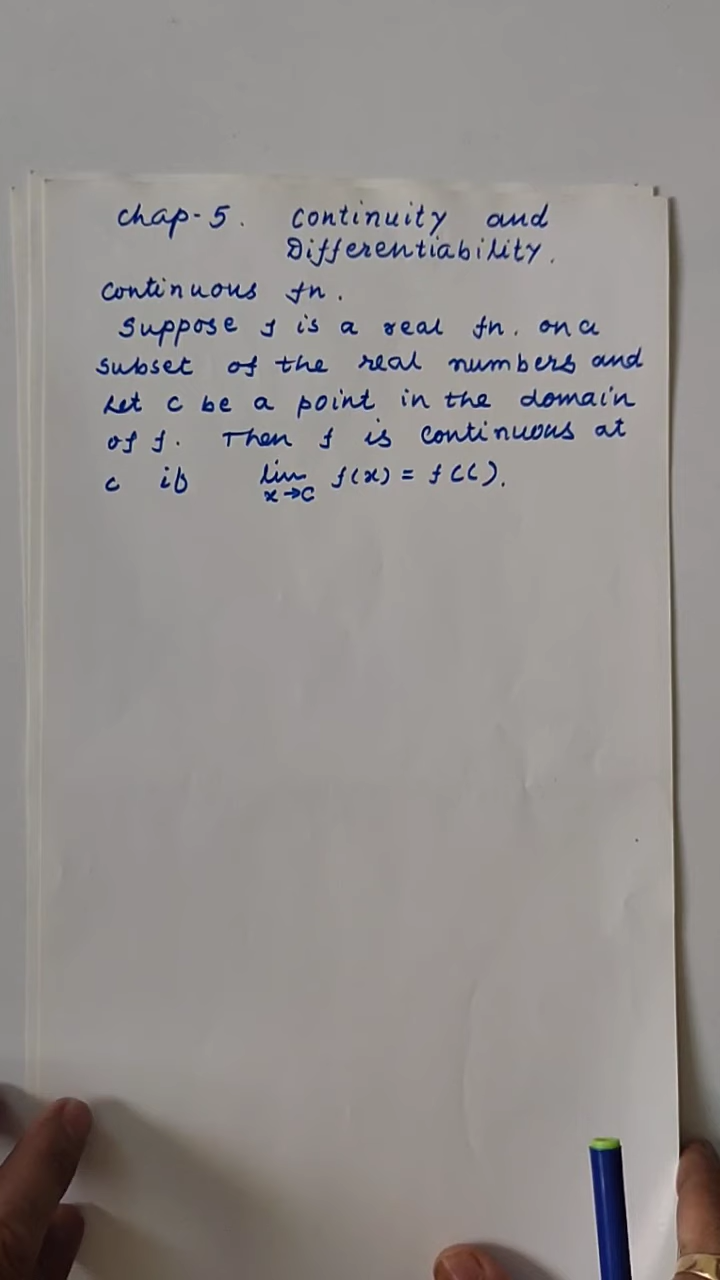 Chap-5. Continuity and
Differentiability.
Continuous fn.
Suppose f is a real fn. on a
subset of the real numbers and
let c be a point in the domain
of f. Then f is continuous at
c if lim x→c f(x) = f(c).